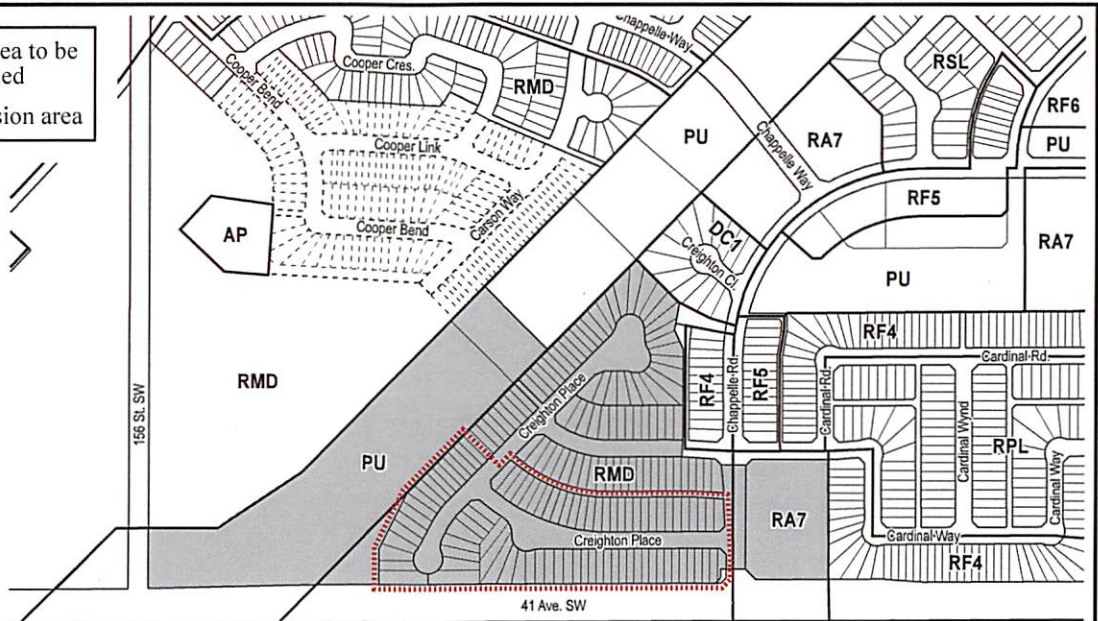 ea to be
ed
sion area
Chappelle Way
Cooper Cres.
Cooper Bend
RMD
RSL
RF6
PU
PU
Chappelle Way
RA7
Cooper Link
RF5
AP
Cooper Bend
Carson Way
DC1
Creighton Cl.
RA7
PU
RF4
Cardinal Rd.
RMD
156 St. SW
Creighton Place
RF4
Chappelle Rd.
RF5
Cardinal Rd.
Cardinal Wynd
RPL
Cardinal Way
PU
RMD
RA7
Creighton Place
Cardinal Way
RF4
41 Ave. SW